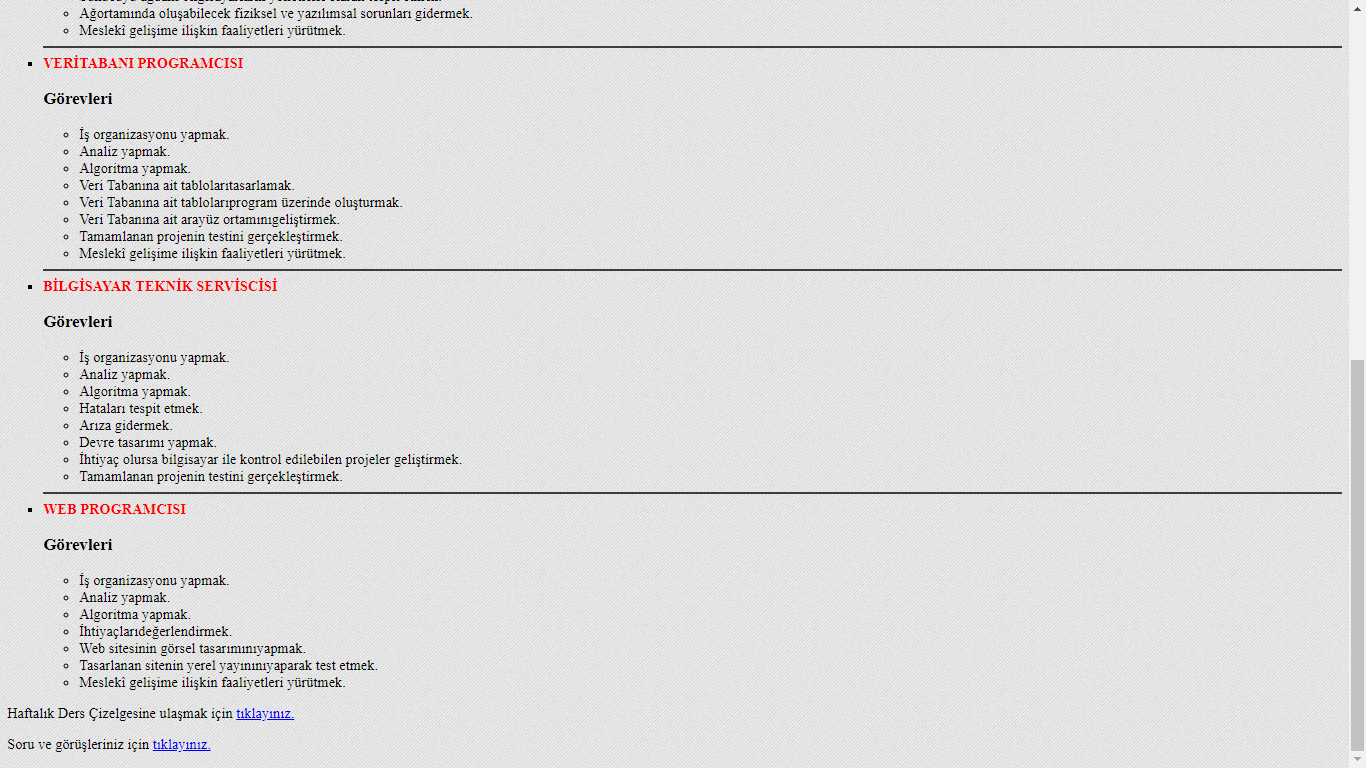 Ağortamında oluşabilecek fiziksel ve yazılımsal sorunları gidermek.
Meslekî gelişime ilişkin faaliyetleri yürütmek.
VERİTABANI PROGRAMCISI
Görevleri
İş organizasyonu yapmak.
Analiz yapmak.
Algoritma yapmak.
Veri Tabanına ait tablolarıtasarlamak.
Veri Tabanına ait tablolarıprogram üzerinde oluşturmak.
Veri Tabanına ait arayüz ortamınıgeliştirmek.
Tamamlanan projenin testini gerçekleştirmek.
Meslekî gelişime ilişkin faaliyetleri yürütmek.
BİLGİSAYAR TEKNİK SERVİSCİSİ
Görevleri
İş organizasyonu yapmak.
Analiz yapmak.
Algoritma yapmak.
Hataları tespit etmek.
Arıza gidermek.
Devre tasarımı yapmak.
İhtiyaç olursa bilgisayar ile kontrol edilebilen projeler geliştirmek.
Tamamlanan projenin testini gerçekleştirmek.
WEB PROGRAMCISI
Görevleri
İş organizasyonu yapmak.
Analiz yapmak.
Algoritma yapmak.
İhtiyaçlarıdeğerlendirmek.
Web sitesinin görsel tasarımınıyapmak.
Tasarlanan sitenin yerel yayınınıyaparak test etmek.
Meslekî gelişime ilişkin faaliyetleri yürütmek.
Haftalık Ders Çizelgesine ulaşmak için tıklayınız.
Soru ve görüşleriniz için tıklayınız.